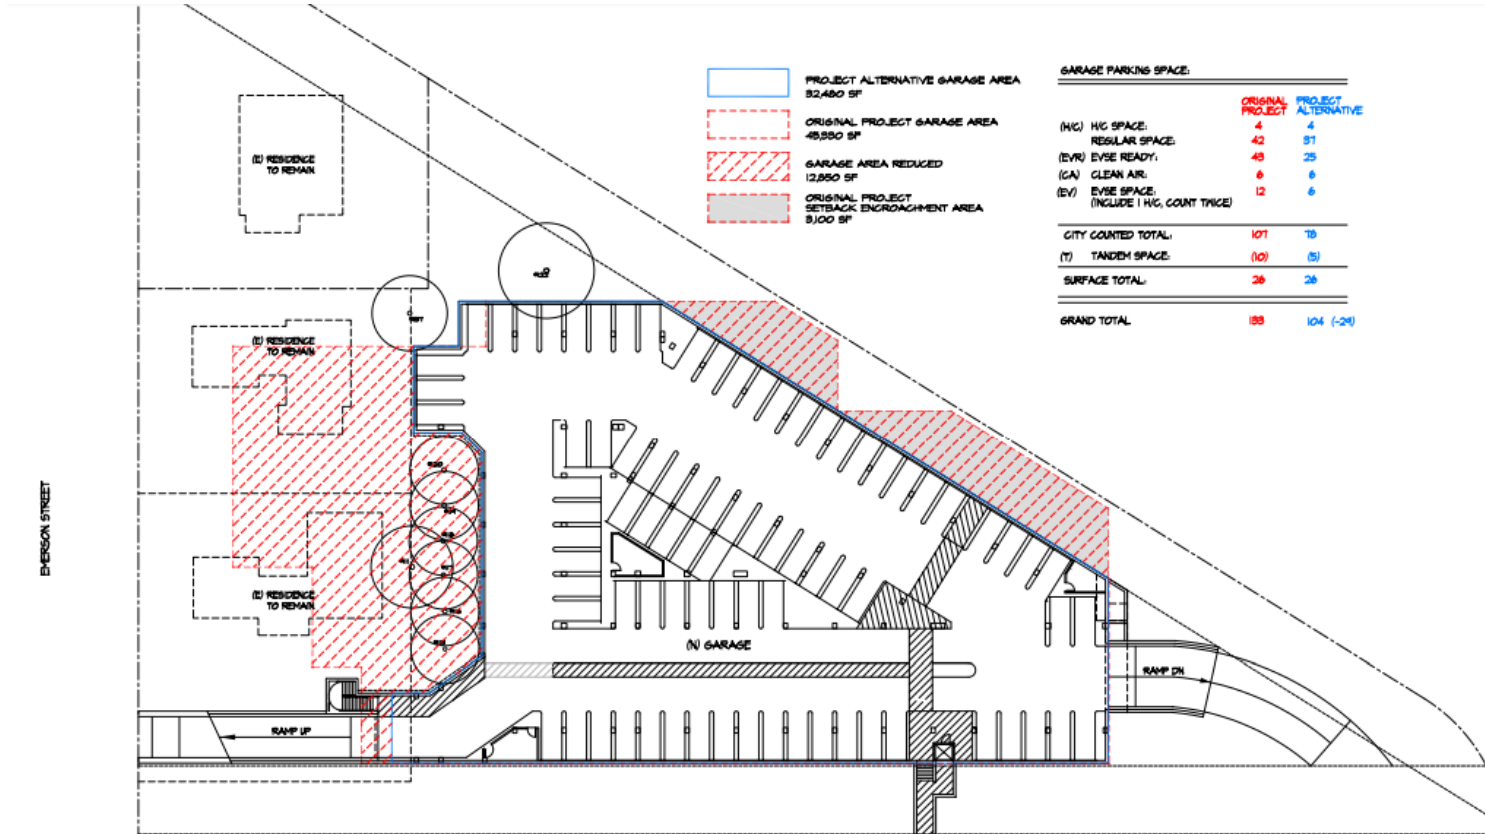 GARAGE PARKING SPACE:
PROJECT ALTERNATIVE GARAGE AREA
32,480 SF
ORIGINAL PROJECT GARAGE AREA
GARAGE AREA REDUCED
12,850 SF
ORIGINAL PROJECT
SETBACK ENCROACHMENT AREA
3,100 SF
ORIGINAL PROJECT
PROJECT ALTERNATIVE
(H/C) H/C SPACE: 4 4
REGULAR SPACE: 42 37
(EVR) EVSE READY: 43 25
(CA) CLEAN AIR: 6 6
(EV) EVSE SPACE: 12 6
(INCLUDE 1 H/C, COUNT TWICE)
CITY COUNTED TOTAL: 107 78
(T) TANDEM SPACE: (10) (5)
SURFACE TOTAL: 26 26
GRAND TOTAL 133 104 (-29)
(E) RESIDENCE
TO REMAIN
(E) RESIDENCE
TO REMAIN
(E) RESIDENCE
TO REMAIN
EMERSON STREET
(N) GARAGE
RAMP UP
RAMP DN